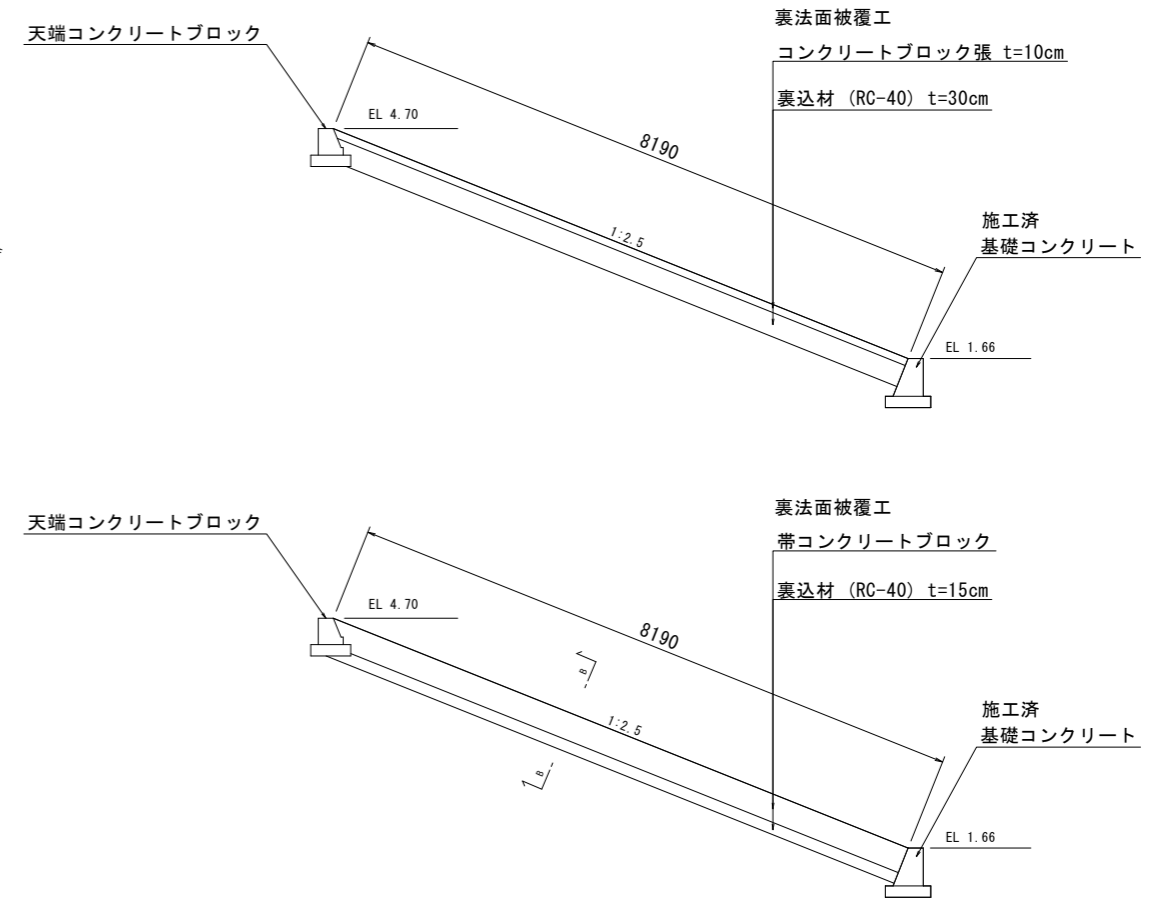 裏法面被覆工
天端コンクリートブロック
コンクリートブロック張 t=10cm
裏込材 (RC-40) t=30cm
EL 4.70
8190
1:2.5
施工済
基礎コンクリート
EL 1.66
裏法面被覆工
天端コンクリートブロック
帯コンクリートブロック
裏込材 (RC-40) t=15cm
EL 4.70
8190
B
1:2.5
施工済
基礎コンクリート
B
EL 1.66